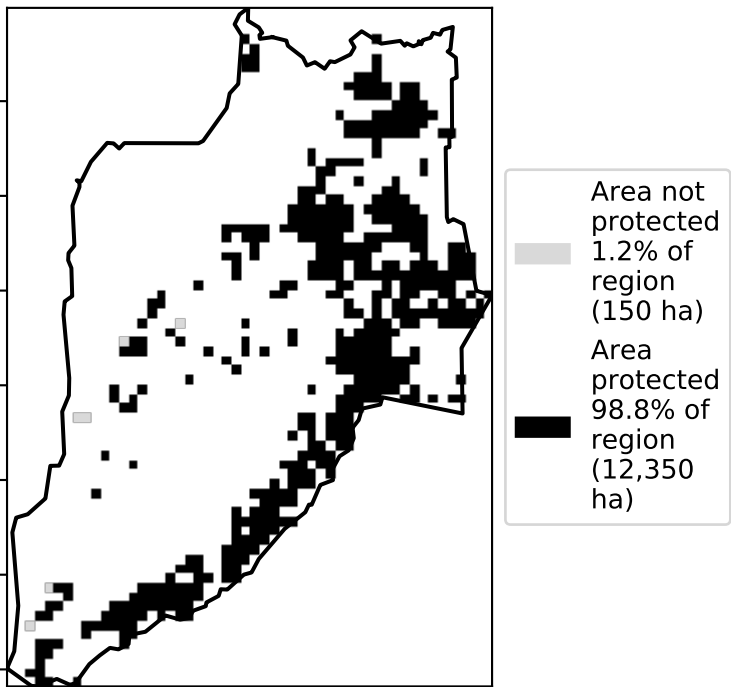 Area not
protected
1.2% of
region
(150 ha)
Area
protected
98.8% of
region
(12,350
ha)